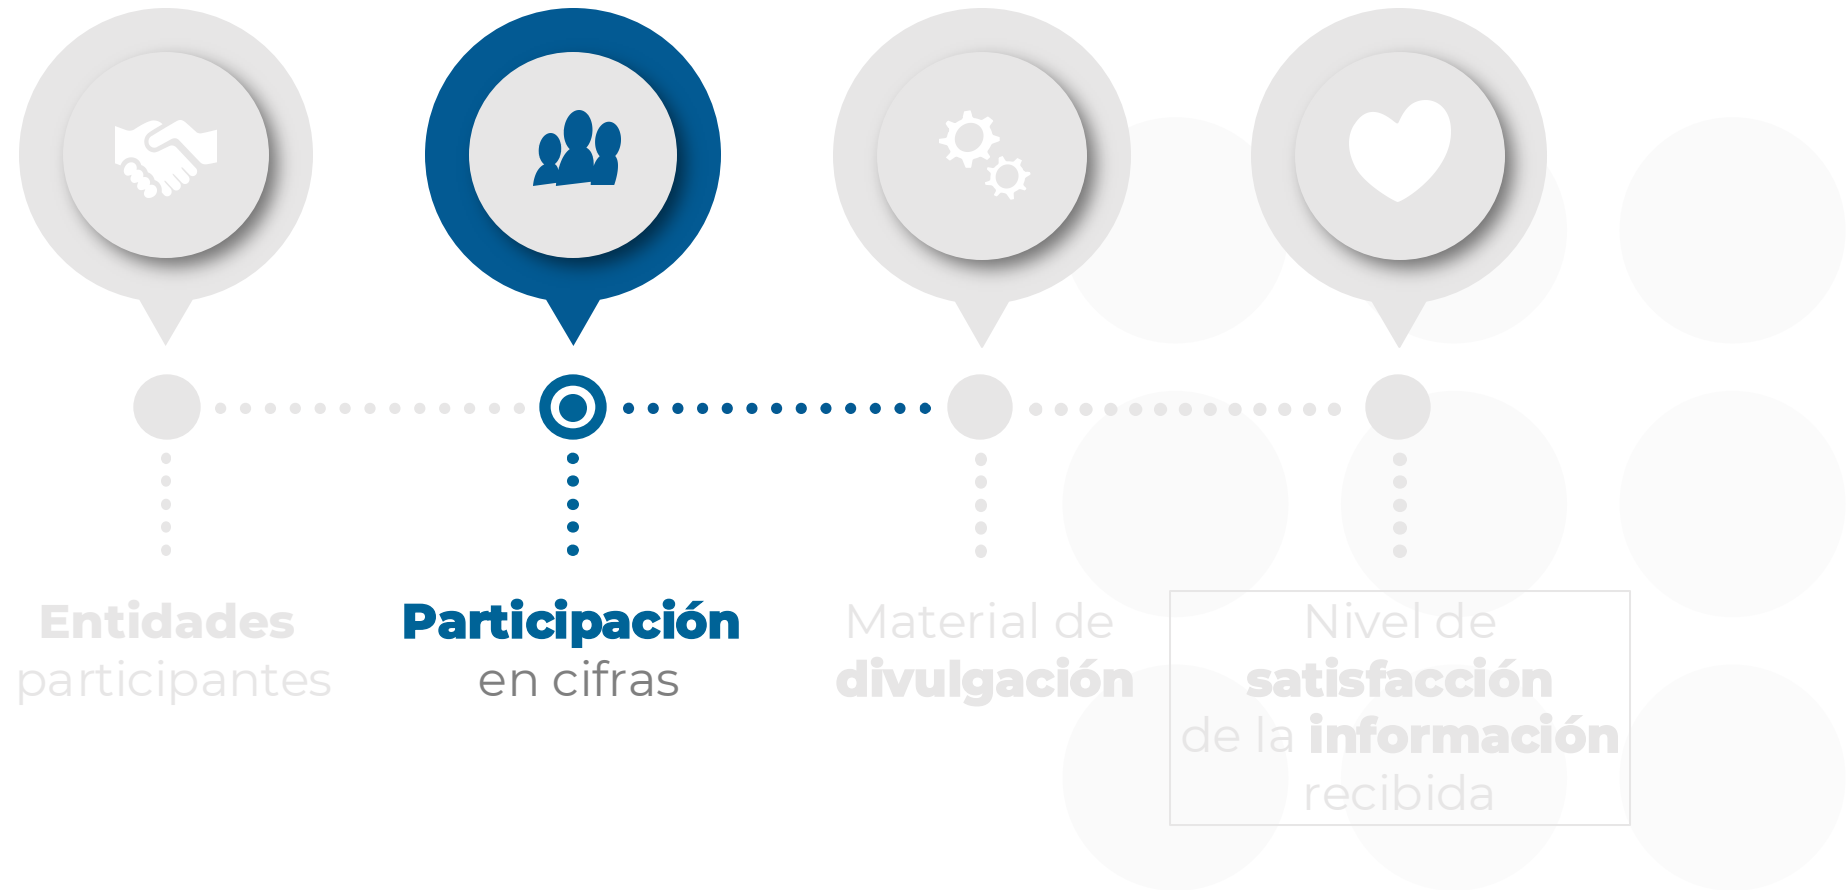 Entidades
participantes
Participación
en cifras
Material de
divulgación
Nivel de
satisfacción
de la información
recibida